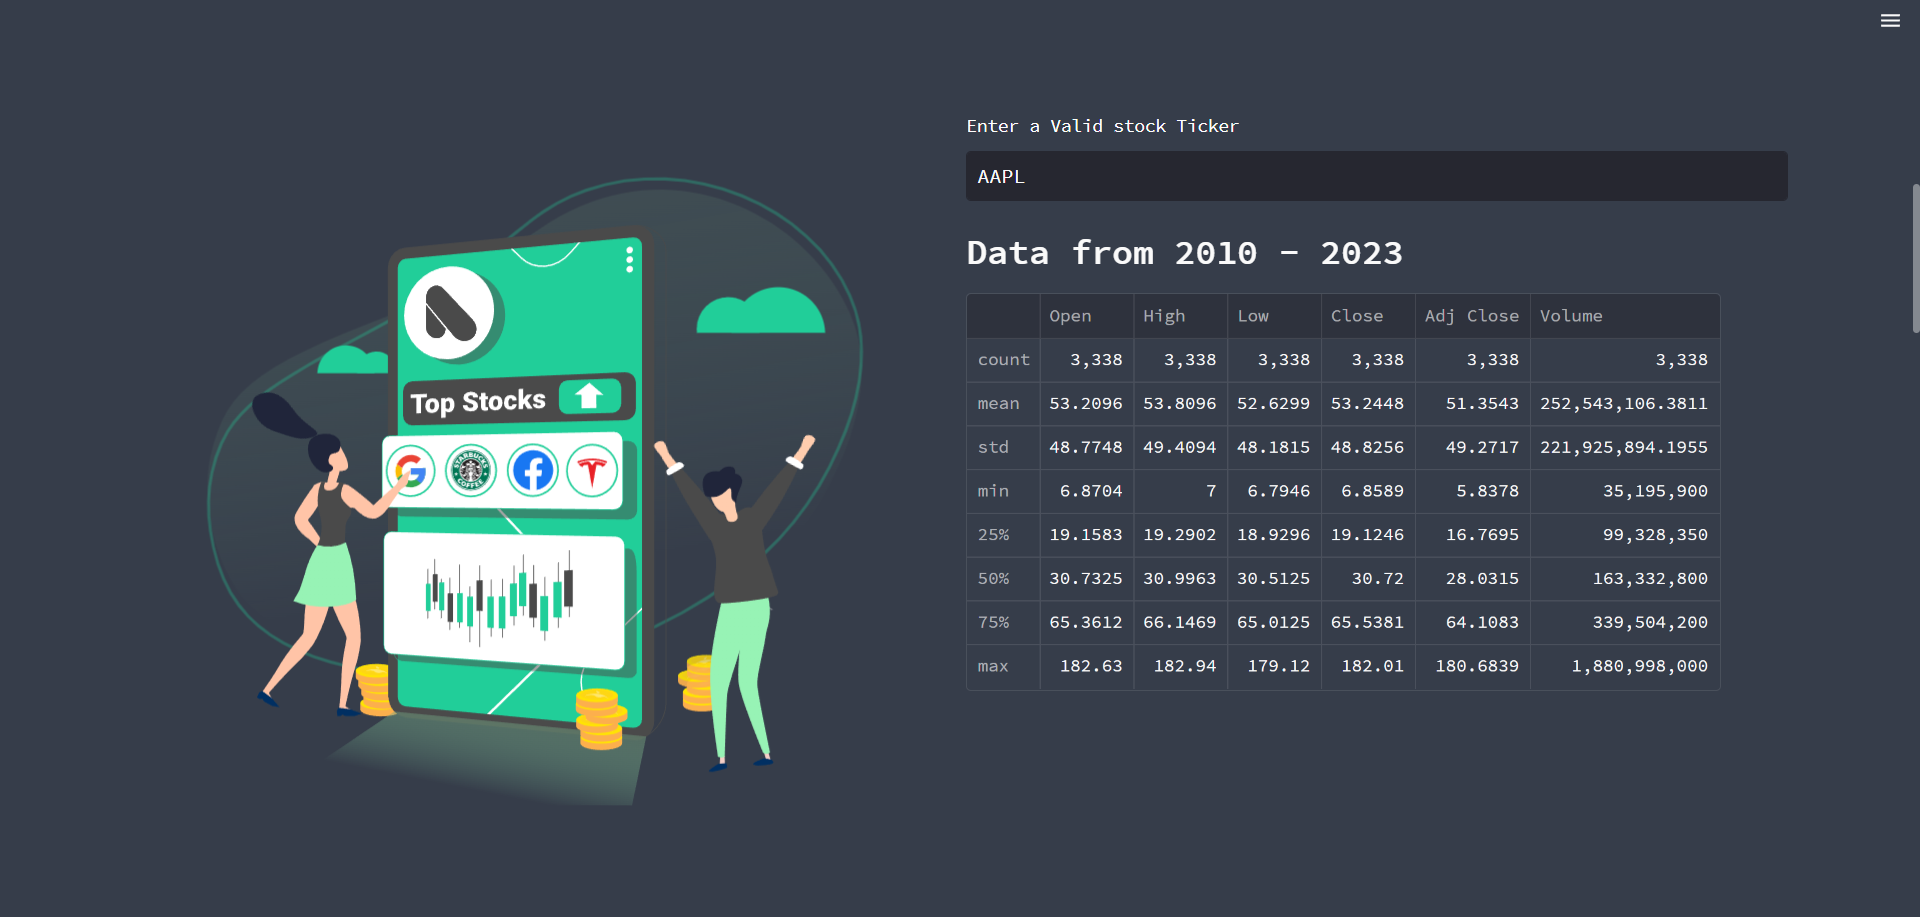 Enter a Valid stock Ticker
AAPL
Data from 2010 - 2023
Open High Low Close Adj Close Volume
count 3,338 3,338 3,338 3,338 3,338 3,338
mean 53.2096 53.8096 52.6299 53.2448 51.3543 252,543,106.3811
std 48.7748 49.4094 48.1815 48.8256 49.2717 221,925,894.1955
min 6.8704 7 6.7946 6.8589 5.8378 35,195,900
25% 19.1583 19.2902 18.9296 19.1246 16.7695 99,328,350
50% 30.7325 30.9963 30.5125 30.72 28.0315 163,332,800
75% 65.3612 66.1469 65.0125 65.5381 64.1083 339,504,200
max 182.63 182.94 179.12 182.01 180.6839 1,880,998,000
Top Stocks
STARBUCKS
COFFEE